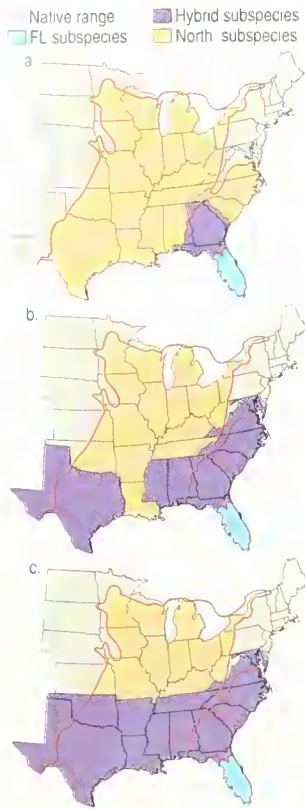 Native range Hybrid subspecies
FL subspecies North subspecies
a
b.
c.